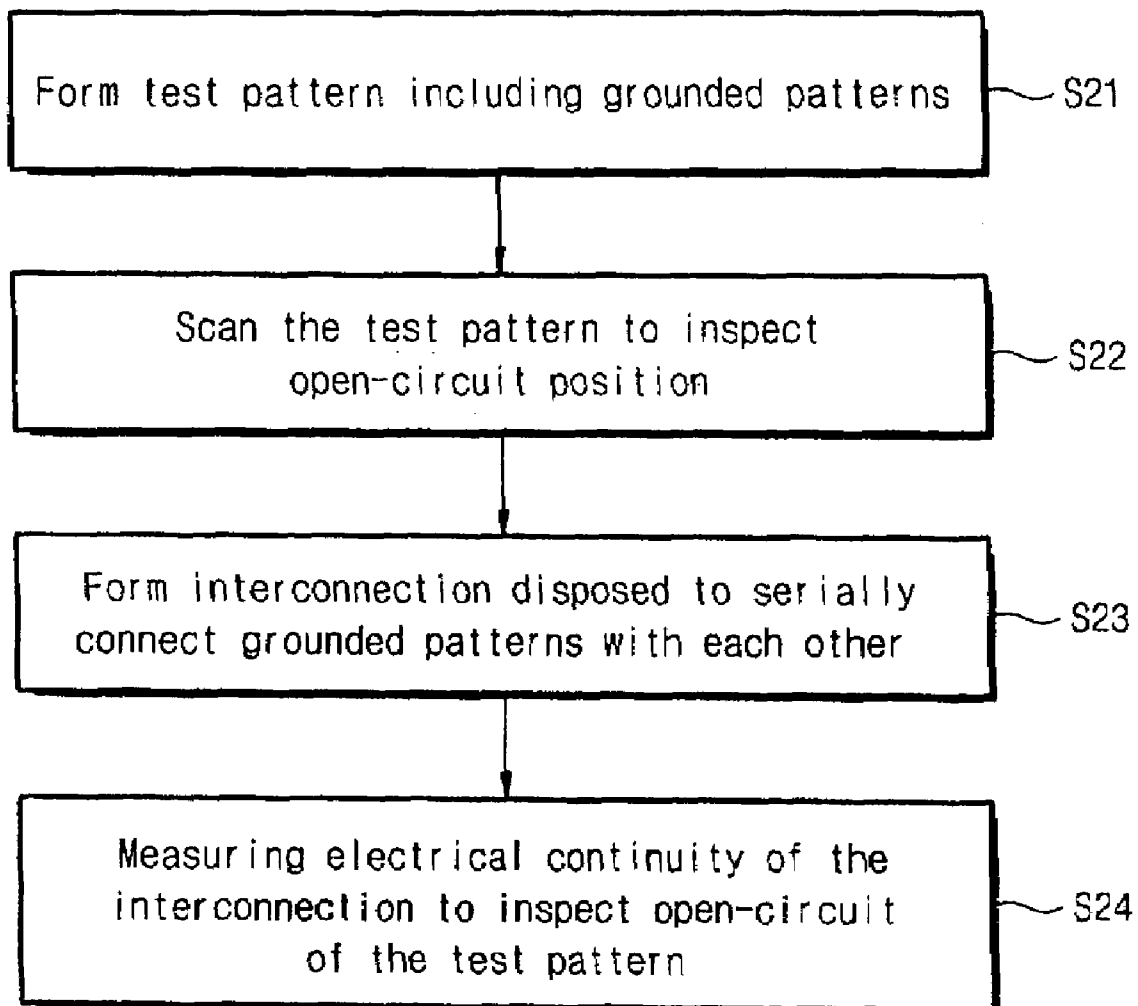 Form test pattern including grounded patterns
S21
Scan the test pattern to inspect
open-circuit position
S22
Form interconnection disposed to serially
connect grounded patterns with each other
S23
Measuring electrical continuity of the
interconnection to inspect open-circuit
of the test pattern
S24